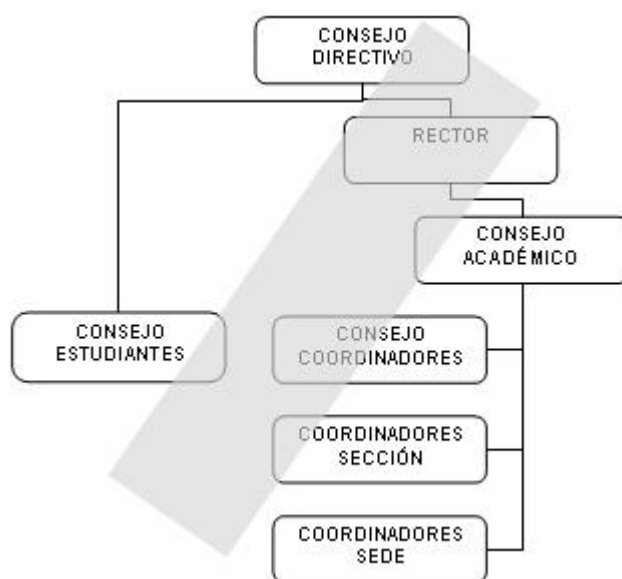 CONSEJO
DIRECTIVO
RECTOR
CONSEJO
ACADÉMICO
CONSEJO
ESTUDIANTES
CONSEJO
COORDINADORES
COORDINADORES
SECCIÓN
COORDINADORES
SEDE